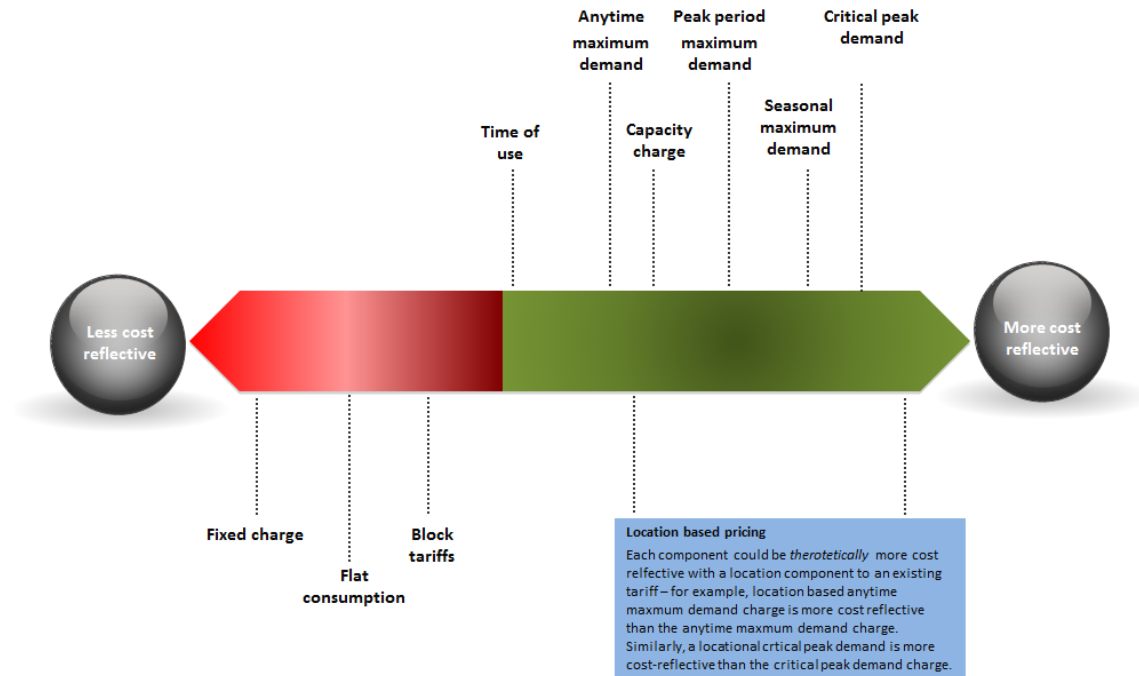 Anytime
maximum
demand
Peak period
maximum
demand
Critical peak
demand
Time of
use
Capacity
charge
Seasonal
maximum
demand
Less cost
reflective
More cost
reflective
Fixed charge
Flat
consumption
Block
tariffs
Location based pricing
Each component could be therotetically more cost
relfective with a location component to an existing
tariff – for example, location based anytime
maxmum demand charge is more cost reflective
than the anytime maxmum demand charge.
Similarly, a locational crtical peak demand is more
cost-reflective than the critical peak demand charge.